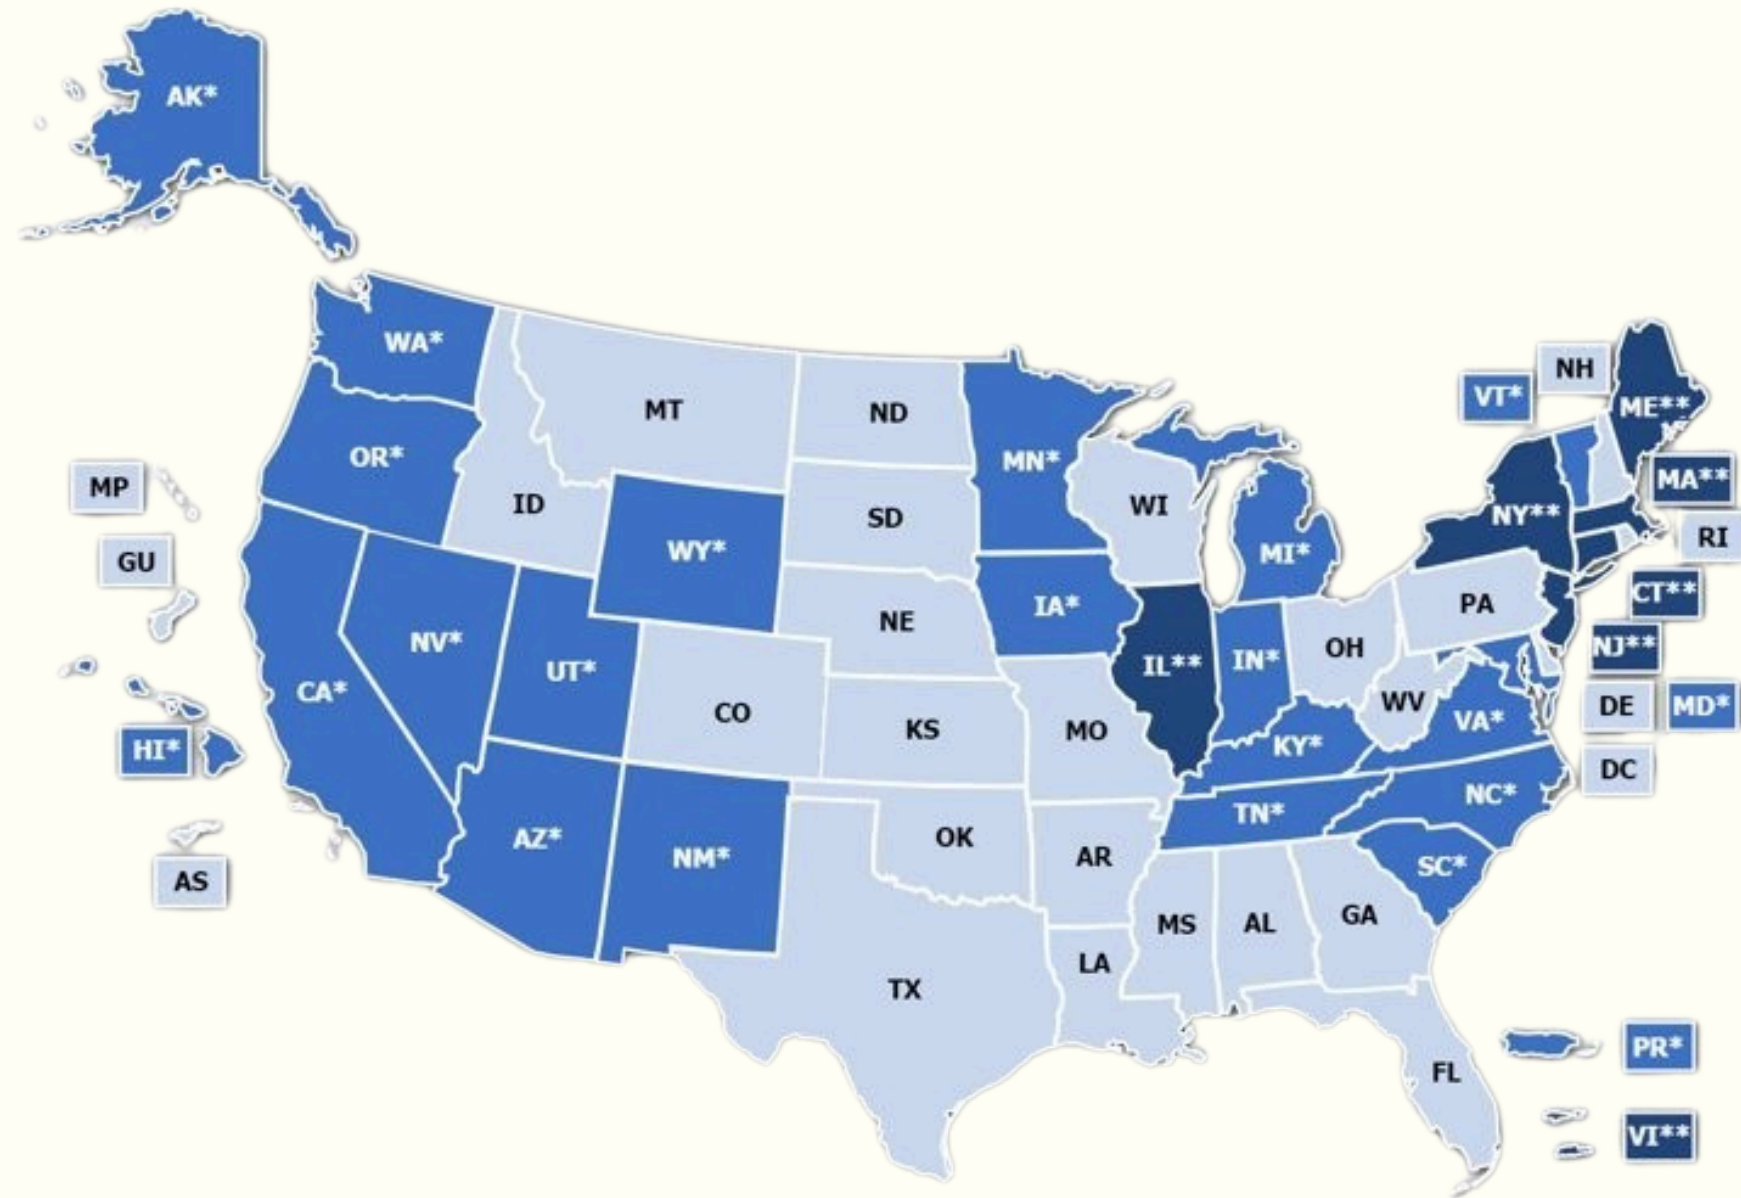 AK*
WA*
MT
ND
MN*
VT*
NH
ME**
OR*
ID
WY*
SD
WI
MI*
NY**
MA**
RI
MP
GU
NV*
UT*
NE
IA*
IL**
IN*
OH
PA
CT**
NJ**
CA*
HI*
CO
KS
MO
KY*
WV
VA*
DE
MD*
DC
AS
AZ*
NM*
OK
AR
TN*
NC*
SC*
TX
LA
MS
AL
GA
FL
PR*
VI**